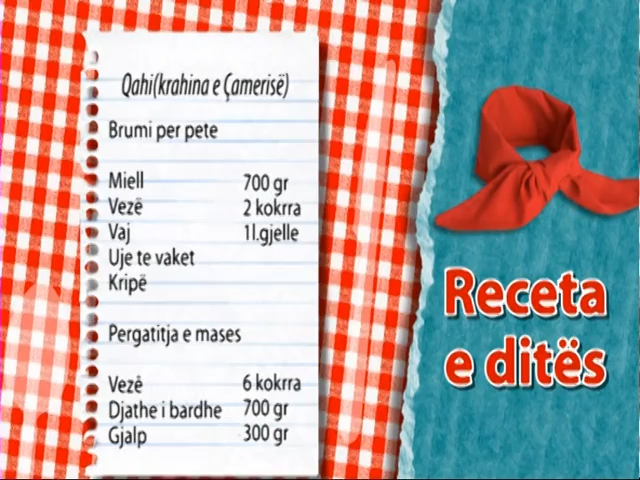 Qahi(krahina e Çamerisë)
Brumi per pete
Miell 700 gr
Vezë 2 kokrra
Vaj 1l.gjelle
Uje te vaket
Kripë
Pergatitja e mases
Vezë 6 kokrra
Djathe i bardhe 700 gr
Gjalp 300 gr
Receta
e ditës